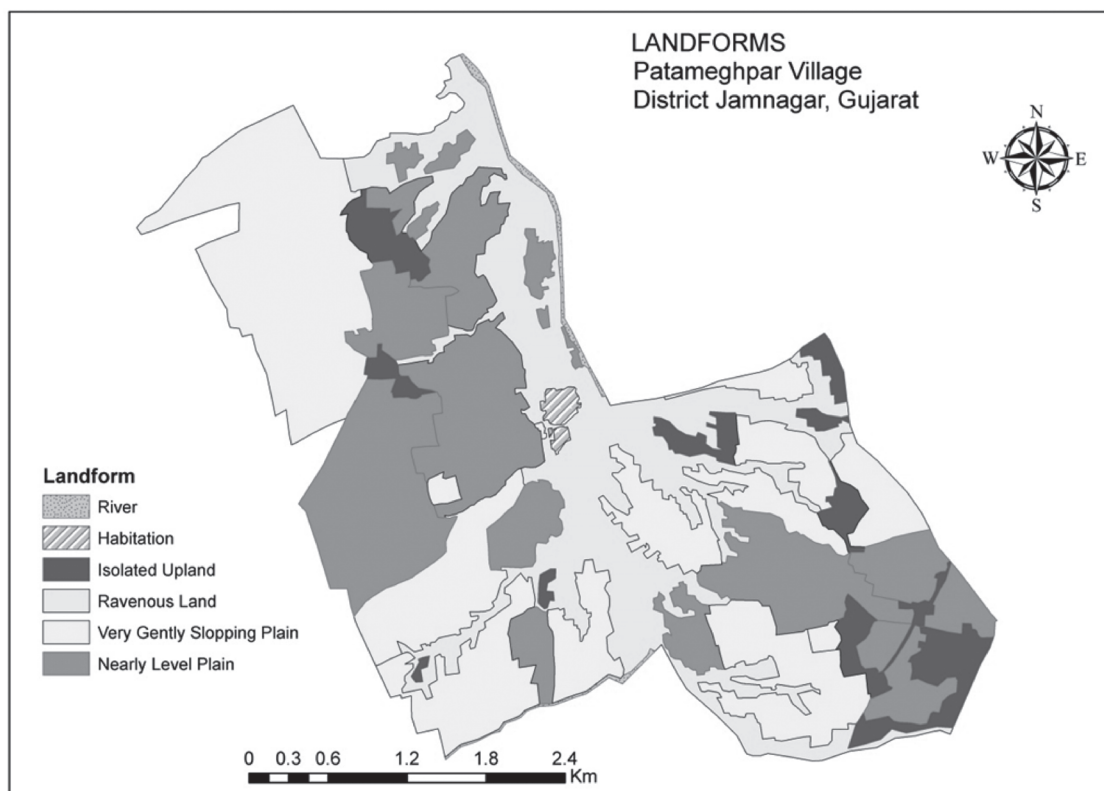 LANDFORMS
Patameghpar Village
District Jamnagar, Gujarat
N
W E
S
Landform
River
Habitation
Isolated Upland
Ravenous Land
Very Gently Slopping Plain
Nearly Level Plain
0 0.3 0.6 1.2 1.8 2.4
Km